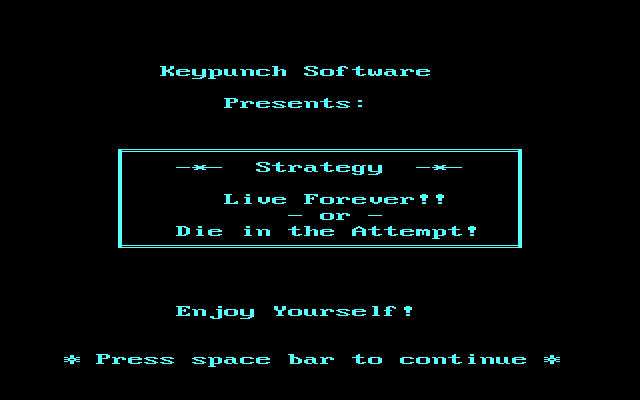 Keypunch Software
Presents:
—*— Strategy —*—
Live Forever!!
- or -
Die in the Attempt!
Enjoy Yourself!
* Press space bar to continue *